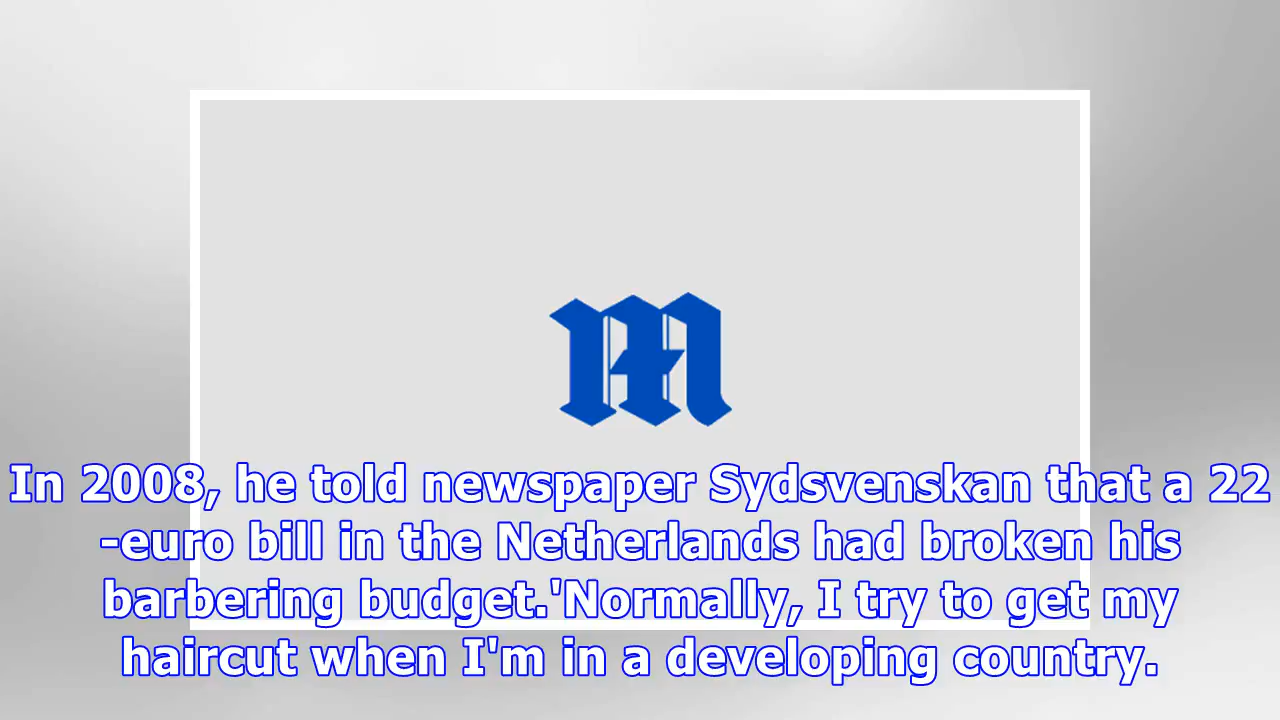 In 2008, he told newspaper Sydsvenskan that a 22
-euro bill in the Netherlands had broken his
barbering budget.'Normally, I try to get my
haircut when I'm in a developing country.